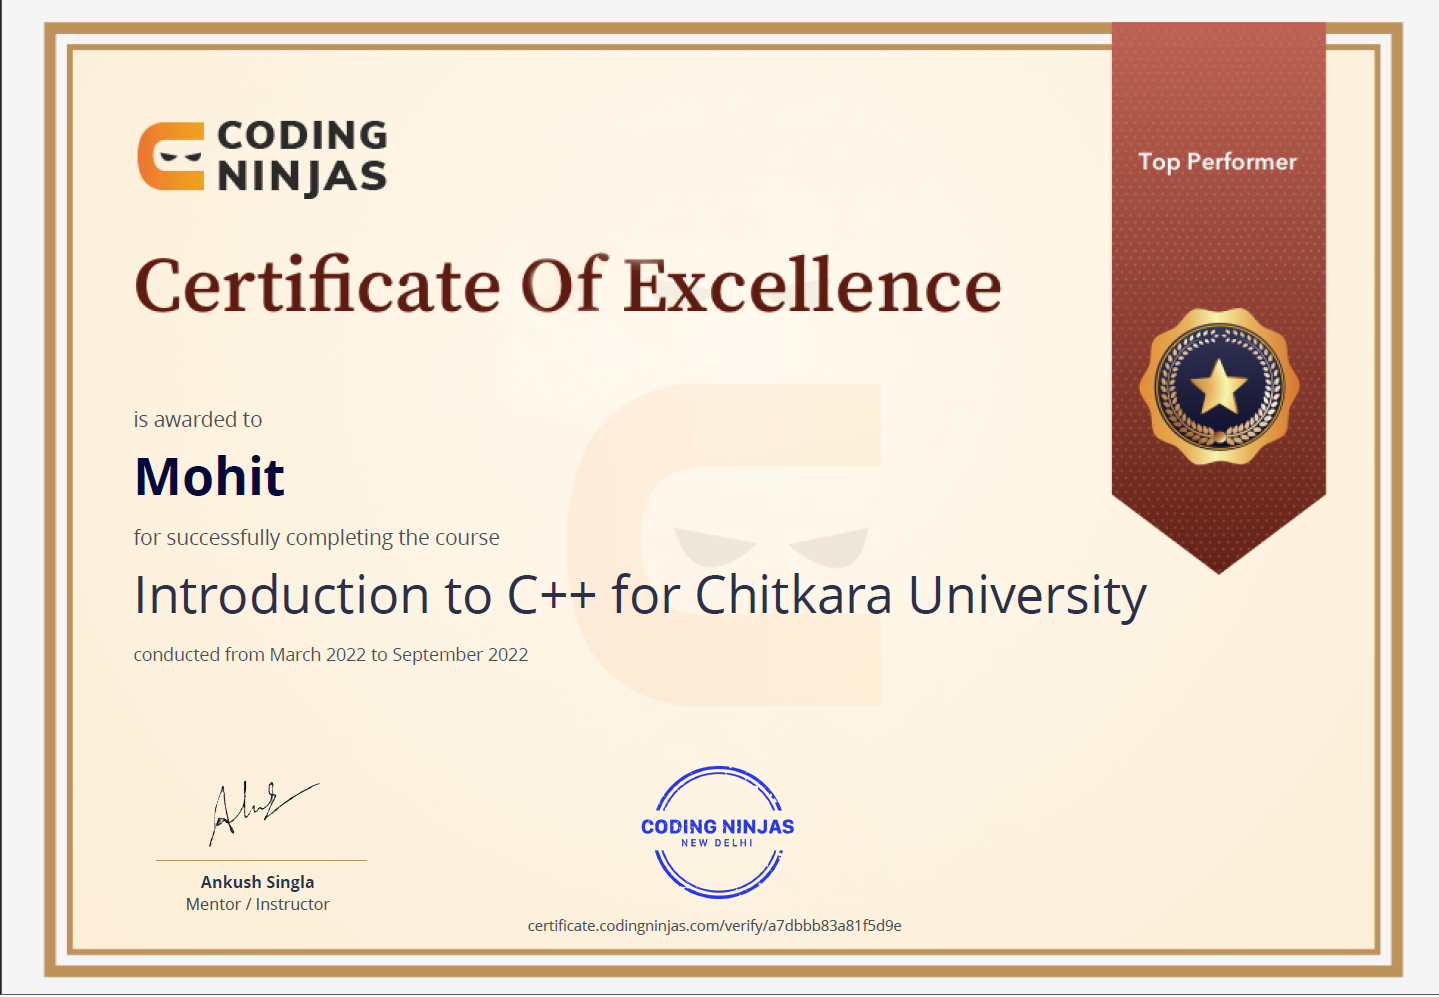 CODING
NINJAS
Top Performer
Certificate Of Excellence
is awarded to
Mohit
for successfully completing the course
Introduction to C++ for Chitkara University
conducted from March 2022 to September 2022
Ankush Singla
Mentor / Instructor
CODING NINJAS
NEW DELHI
certificate.codingninjas.com/verify/a7dbbb83a81f5d9e